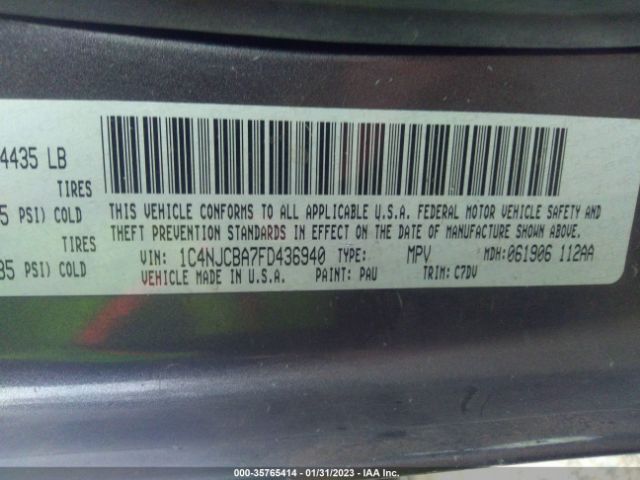 4435 LB
TIRES
5 PSI) COLD
TIRES
35 PSI) COLD
THIS VEHICLE CONFORMS TO ALL APPLICABLE U.S.A. FEDERAL MOTOR VEHICLE SAFETY AND
THEFT PREVENTION STANDARDS IN EFFECT ON THE DATE OF MANUFACTURE SHOWN ABOVE.
VIN: 1C4NJCBA7FD436940 TYPE: MPV MDH:061906 112AA
VEHICLE MADE IN U.S.A. PAINT: PAU TRIM: C7DV
000-35765414 - 01/31/2023 - IAA Inc.